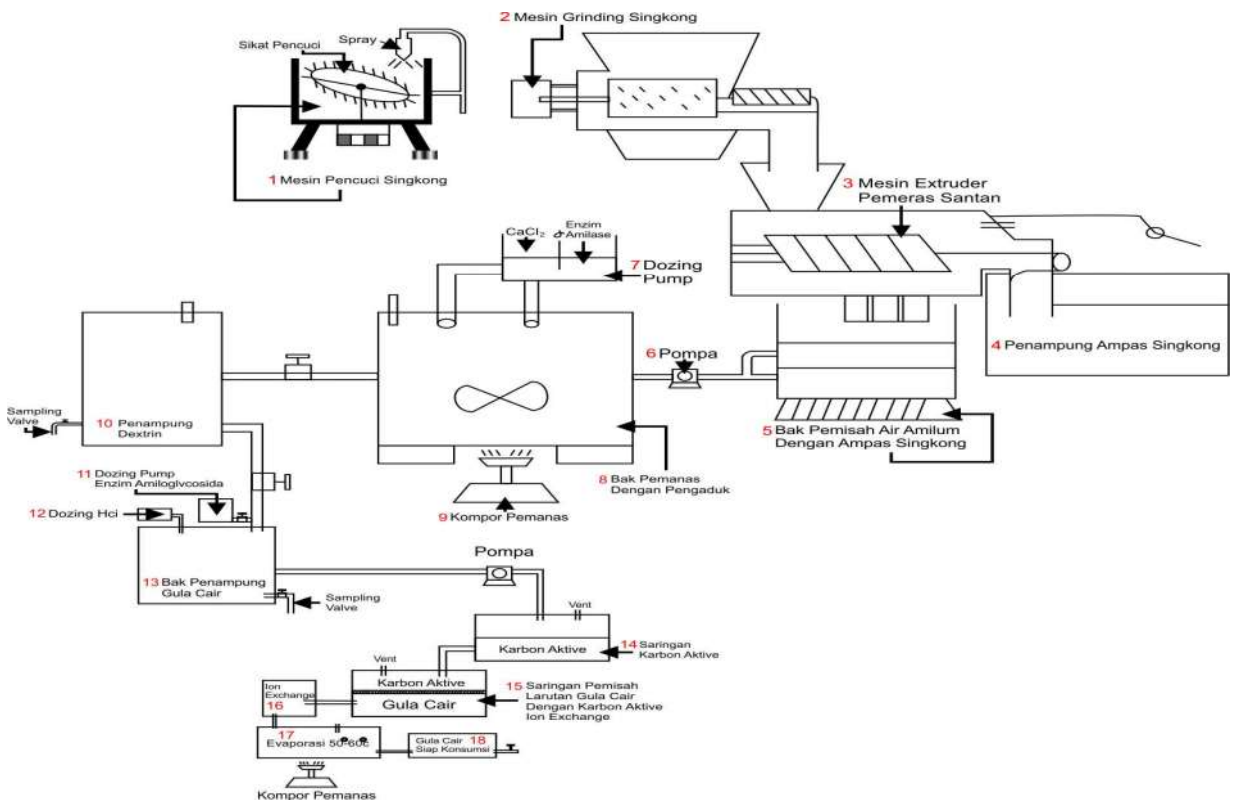 2 Mesin Grinding Singkong
Sikat Pencuci
Spray
1 Mesin Pencuci Singkong
3 Mesin Extruder
Pemeras Santan
CaCl₂
Enzim
α Amilase
7 Dozing
Pump
6 Pompa
4 Penampung Ampas Singkong
Sampling
Valve
10 Penampung
Dextrin
5 Bak Pemisah Air Amilum
Dengan Ampas Singkong
11 Dozing Pump
Enzim Amiloglvcosida
8 Bak Pemanas
Dengan Pengaduk
12 Dozing Hci
9 Kompor Pemanas
Pompa
13 Bak Penampung
Gula Cair
Sampling
Valve
Vent
Karbon Aktive
14 Saringan
Karbon Aktive
Vent
Karbon Aktive
Gula Cair
15 Saringan Pemisah
Larutan Gula Cair
Dengan Karbon Aktive
Ion Exchange
Ion
Exchange
16
17
Evaporasi 50-60c
Gula Cair 18
Siap Konsumsi
Kompor Pemanas